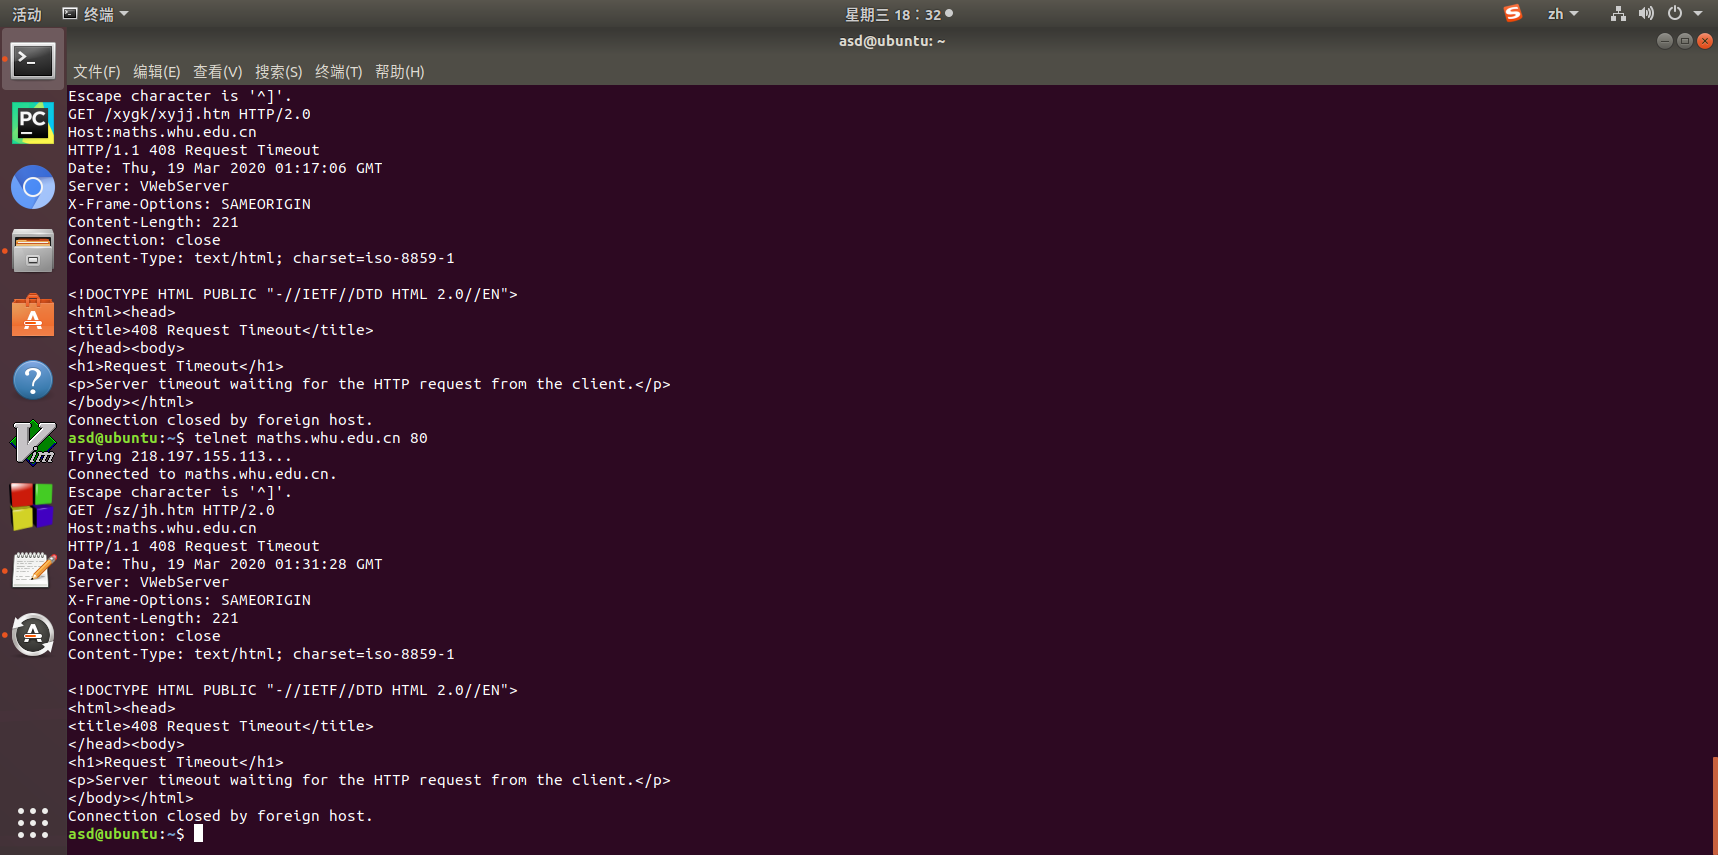 活动 终端 星期三 18：32 zh
asd@ubuntu: ~
文件(F) 编辑(E) 查看(V) 搜索(S) 终端(T) 帮助(H)
Escape character is '^]'.
GET /xygk/xyjj.htm HTTP/2.0
Host:maths.whu.edu.cn
HTTP/1.1 408 Request Timeout
Date: Thu, 19 Mar 2020 01:17:06 GMT
Server: VWebServer
X-Frame-Options: SAMEORIGIN
Content-Length: 221
Connection: close
Content-Type: text/html; charset=iso-8859-1
<!DOCTYPE HTML PUBLIC "-//IETF//DTD HTML 2.0//EN">
<html><head>
<title>408 Request Timeout</title>
</head><body>
<h1>Request Timeout</h1>
<p>Server timeout waiting for the HTTP request from the client.</p>
</body></html>
Connection closed by foreign host.
asd@ubuntu:~$ telnet maths.whu.edu.cn 80
Trying 218.197.155.113...
Connected to maths.whu.edu.cn.
Escape character is '^]'.
GET /sz/jh.htm HTTP/2.0
Host:maths.whu.edu.cn
HTTP/1.1 408 Request Timeout
Date: Thu, 19 Mar 2020 01:31:28 GMT
Server: VWebServer
X-Frame-Options: SAMEORIGIN
Content-Length: 221
Connection: close
Content-Type: text/html; charset=iso-8859-1
<!DOCTYPE HTML PUBLIC "-//IETF//DTD HTML 2.0//EN">
<html><head>
<title>408 Request Timeout</title>
</head><body>
<h1>Request Timeout</h1>
<p>Server timeout waiting for the HTTP request from the client.</p>
</body></html>
Connection closed by foreign host.
asd@ubuntu:~$
PC
Vim